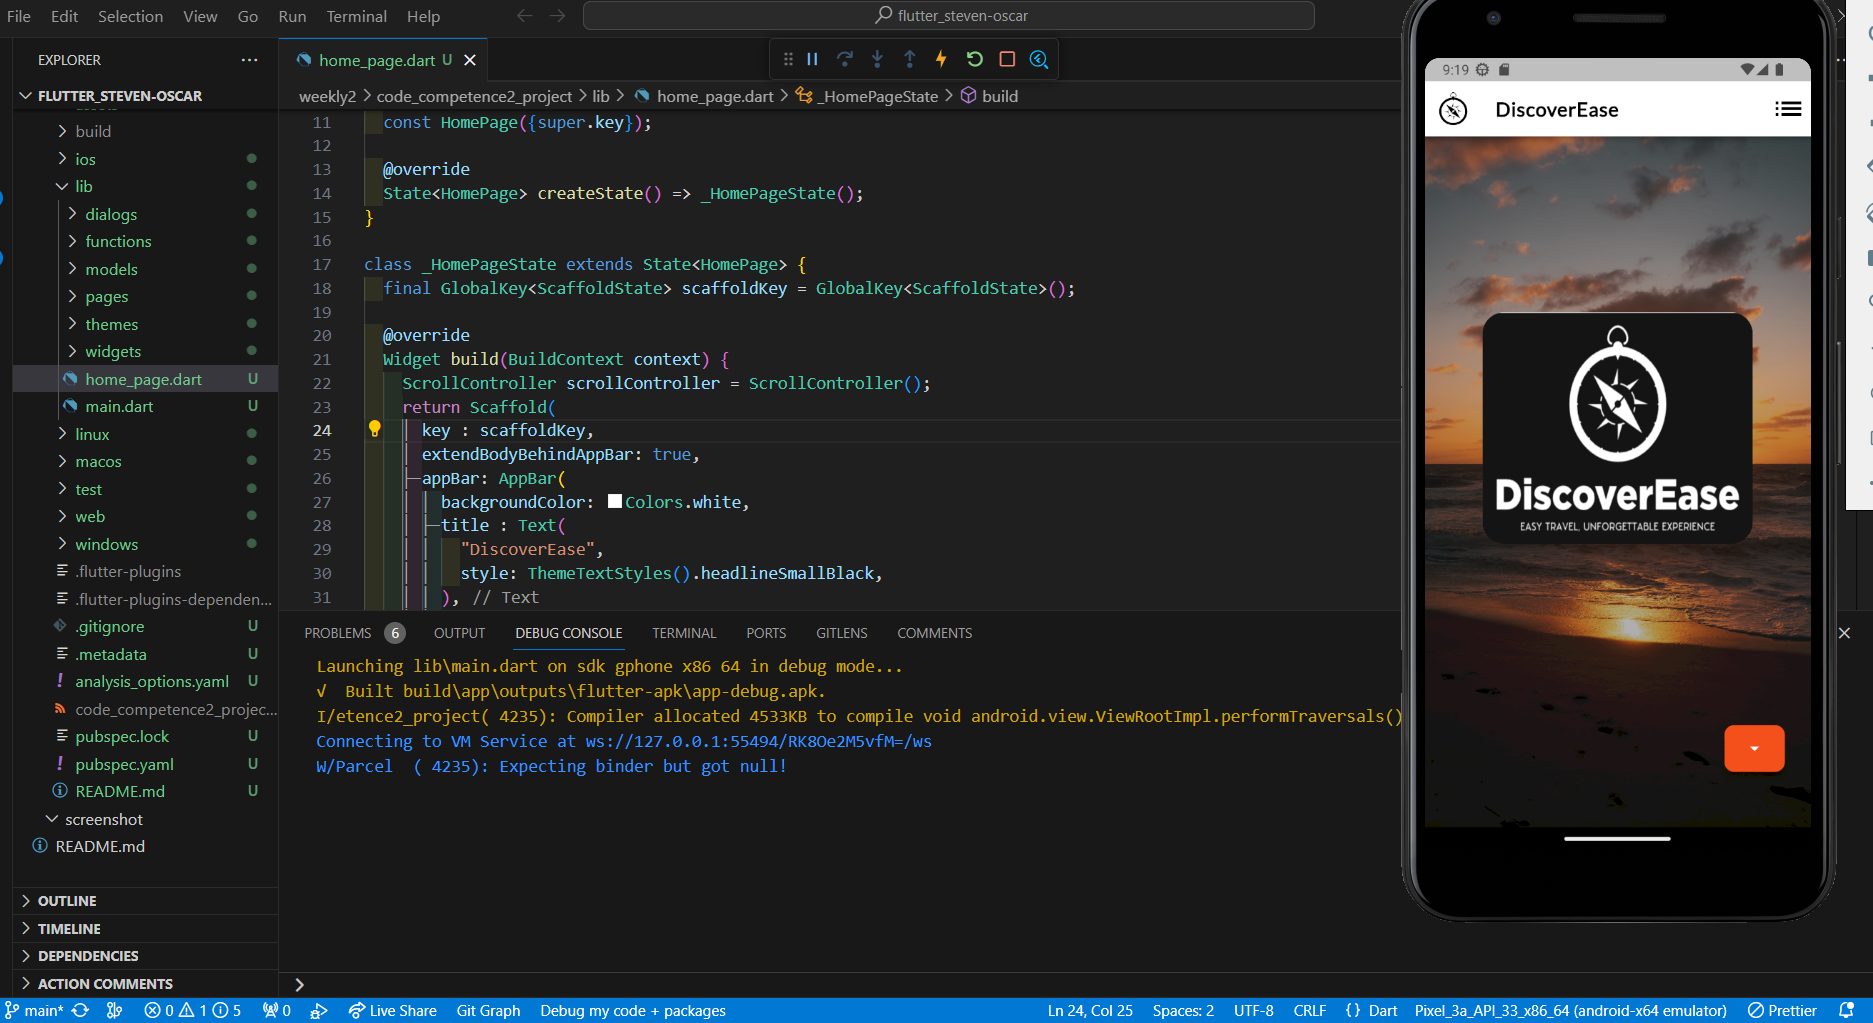 File Edit Selection View Go Run Terminal Help
flutter_steven-oscar
EXPLORER
FLUTTER_STEVEN-OSCAR
build
ios
lib
dialogs
functions
models
pages
themes
widgets
home_page.dart U
main.dart U
linux
macos
test
web
windows
.flutter-plugins
.flutter-plugins-dependen...
.gitignore U
.metadata U
analysis_options.yaml U
code_competence2_projec...
pubspec.lock U
pubspec.yaml U
README.md U
screenshot
README.md
OUTLINE
TIMELINE
DEPENDENCIES
ACTION COMMENTS
home_page.dart U
weekly2 > code_competence2_project > lib > home_page.dart > _HomePageState > build
11 const HomePage({super.key});
12
13 @override
14 State<HomePage> createState() => _HomePageState();
15 }
16
17 class _HomePageState extends State<HomePage> {
18 final GlobalKey<ScaffoldState> scaffoldKey = GlobalKey<ScaffoldState>();
19
20 @override
21 Widget build(BuildContext context) {
22 ScrollController scrollController = ScrollController();
23 return Scaffold(
24 key : scaffoldKey,
25 extendBodyBehindAppBar: true,
26 appBar: AppBar(
27 backgroundColor: Colors.white,
28 title : Text(
29 "DiscoverEase",
30 style: ThemeTextStyles().headlineSmallBlack,
31 ), // Text
PROBLEMS 6 OUTPUT DEBUG CONSOLE TERMINAL PORTS GITLENS COMMENTS
Launching lib\main.dart on sdk gphone x86 64 in debug mode...
√ Built build\app\outputs\flutter-apk\app-debug.apk.
I/etence2_project( 4235): Compiler allocated 4533KB to compile void android.view.ViewRootImpl.performTraversals()
Connecting to VM Service at ws://127.0.0.1:55494/RK8Oe2M5vfM=/ws
W/Parcel ( 4235): Expecting binder but got null!
9:19
DiscoverEase
DiscoverEase
EASY TRAVEL, UNFORGETTABLE EXPERIENCE
main* 0 1 5 0 Live Share Git Graph Debug my code + packages Ln 24, Col 25 Spaces: 2 UTF-8 CRLF {} Dart Pixel_3a_API_33_x86_64 (android-x64 emulator) Prettier